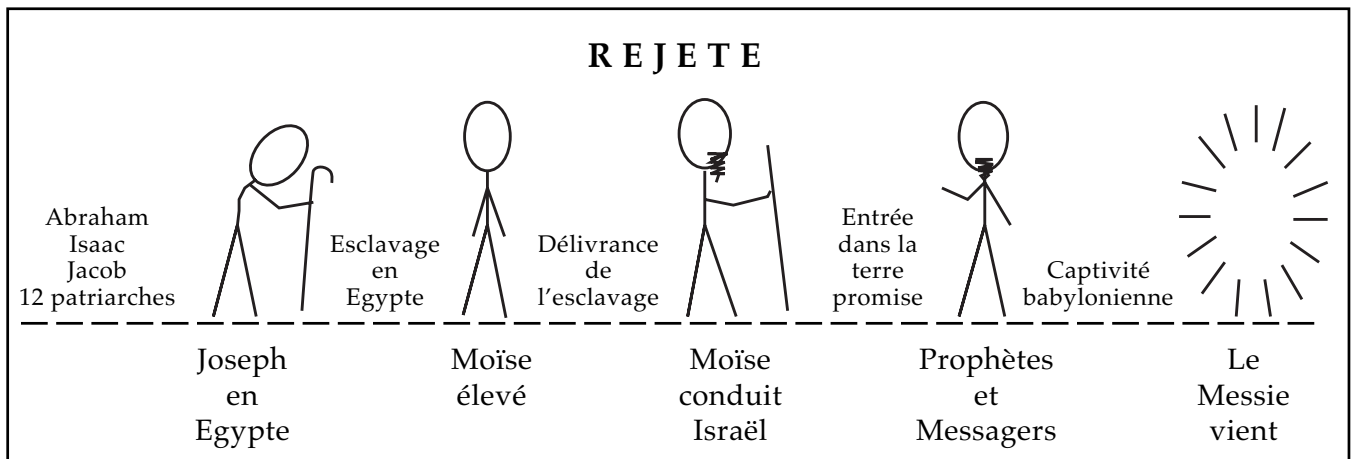 REJETE
Abraham
Isaac
Jacob
12 patriarches
Esclavage
en
Egypte
Délivrance
de
l'esclavage
Entrée
dans la
terre
promise
Captivité
babylonienne
Joseph
en
Egypte
Moïse
élevé
Moïse
conduit
Israël
Prophètes
et
Messagers
Le
Messie
vient